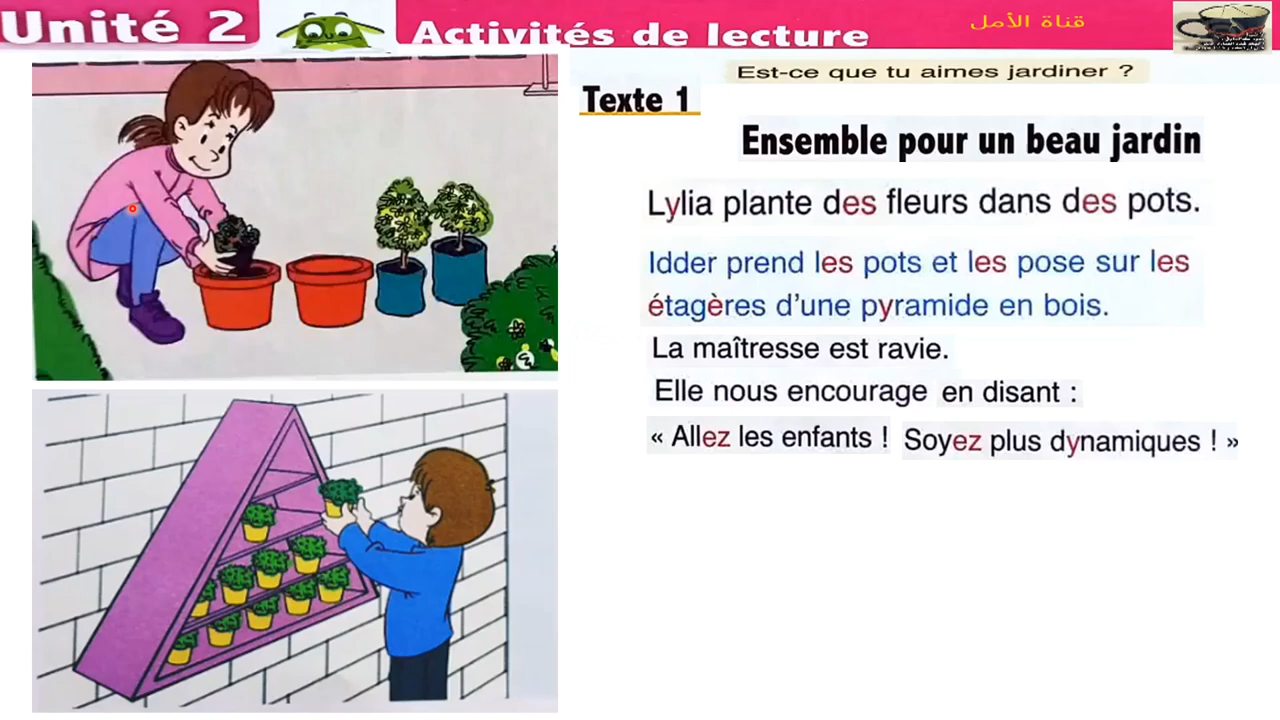 Unité 2
Activités de lecture
قناة الأمل
Est-ce que tu aimes jardiner ?
Texte 1
Ensemble pour un beau jardin
Lylia plante des fleurs dans des pots.
Idder prend les pots et les pose sur les
étagères d'une pyramide en bois.
La maîtresse est ravie.
Elle nous encourage en disant :
« Allez les enfants ! Soyez plus dynamiques ! »